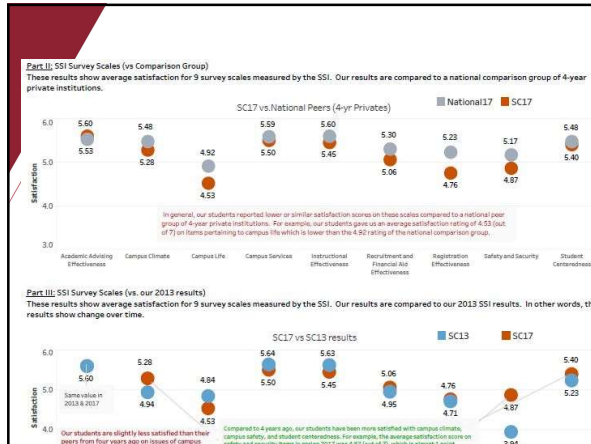 Part II: SSI Survey Scales (vs Comparison Group)
These results show average satisfaction for 9 survey scales measured by the SSI. Our results are compared to a national comparison group of 4-year
private institutions.
SC17 vs.National Peers (4-yr Privates)
National17 SC17
6.0
5.0
4.0
3.0
Satisfaction
5.60 5.48 4.92 5.59 5.60 5.30 5.23 5.17 5.48
5.53 5.28 4.53 5.50 5.45 5.06 4.76 4.87 5.40
In general, our students reported lower or similar satisfaction scores on these scales compared to a national peer
group of 4-year private institutions. For example, our students gave us an average satisfaction rating of 4.53 (out
of 7) on items pertaining to campus life which is lower than the 4.92 rating of the national comparison group.
Academic Advising Campus Climate Campus Life Campus Services Instructional Recruitment and Registration Safety and Security Student
Effectiveness Effectiveness Financial Aid Effectiveness Centeredness
Effectiveness
Part III: SSI Survey Scales (vs. our 2013 results)
These results show average satisfaction for 9 survey scales measured by the SSI. Our results are compared to our 2013 SSI results. In other words, th
results show change over time.
SC17 vs SC13 results
SC13 SC17
6.0
5.0
4.0
Satisfaction
5.60 5.28 4.84 5.64 5.63 5.06 4.76 4.87 5.40
4.94 4.53 5.50 5.45 4.95 4.71 3.94 5.23
Same value in
2013 & 2017
Our students are slightly less satisfied than their
peers from four years ago on issues of campus
Compared to 4 years ago, our students have been more satisfied with campus climate,
campus safety, and student centeredness. For example, the average satisfaction score on